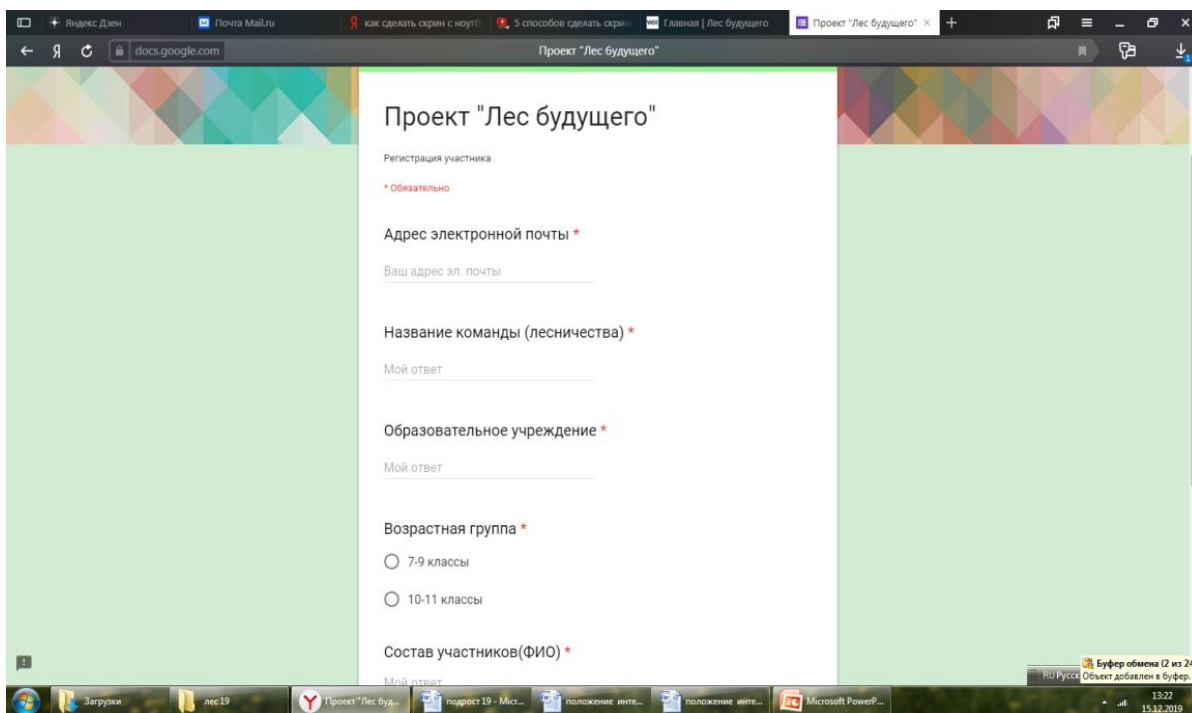 Яндекс Дзен
Почта Mail.ru
как сделать скрин с ноутб
5 способов сделать скрин
Главная | Лес будущего
Проект "Лес будущего"
docs.google.com
Проект "Лес будущего"
Проект "Лес будущего"
Регистрация участника
* Обязательно
Адрес электронной почты *
Ваш адрес эл. почты
Название команды (лесничества) *
Мой ответ
Образовательное учреждение *
Мой ответ
Возрастная группа *
7-9 классы
10-11 классы
Состав участников(ФИО) *
Мой ответ
Буфер обмена (2 из 24
Объект добавлен в буфер.
RU Русск
Загрузки
лес 19
Проект "Лес буд...
подрост 19 - Micr...
положение инте...
положение инте...
Microsoft PowerP...
13:22
15.12.2019